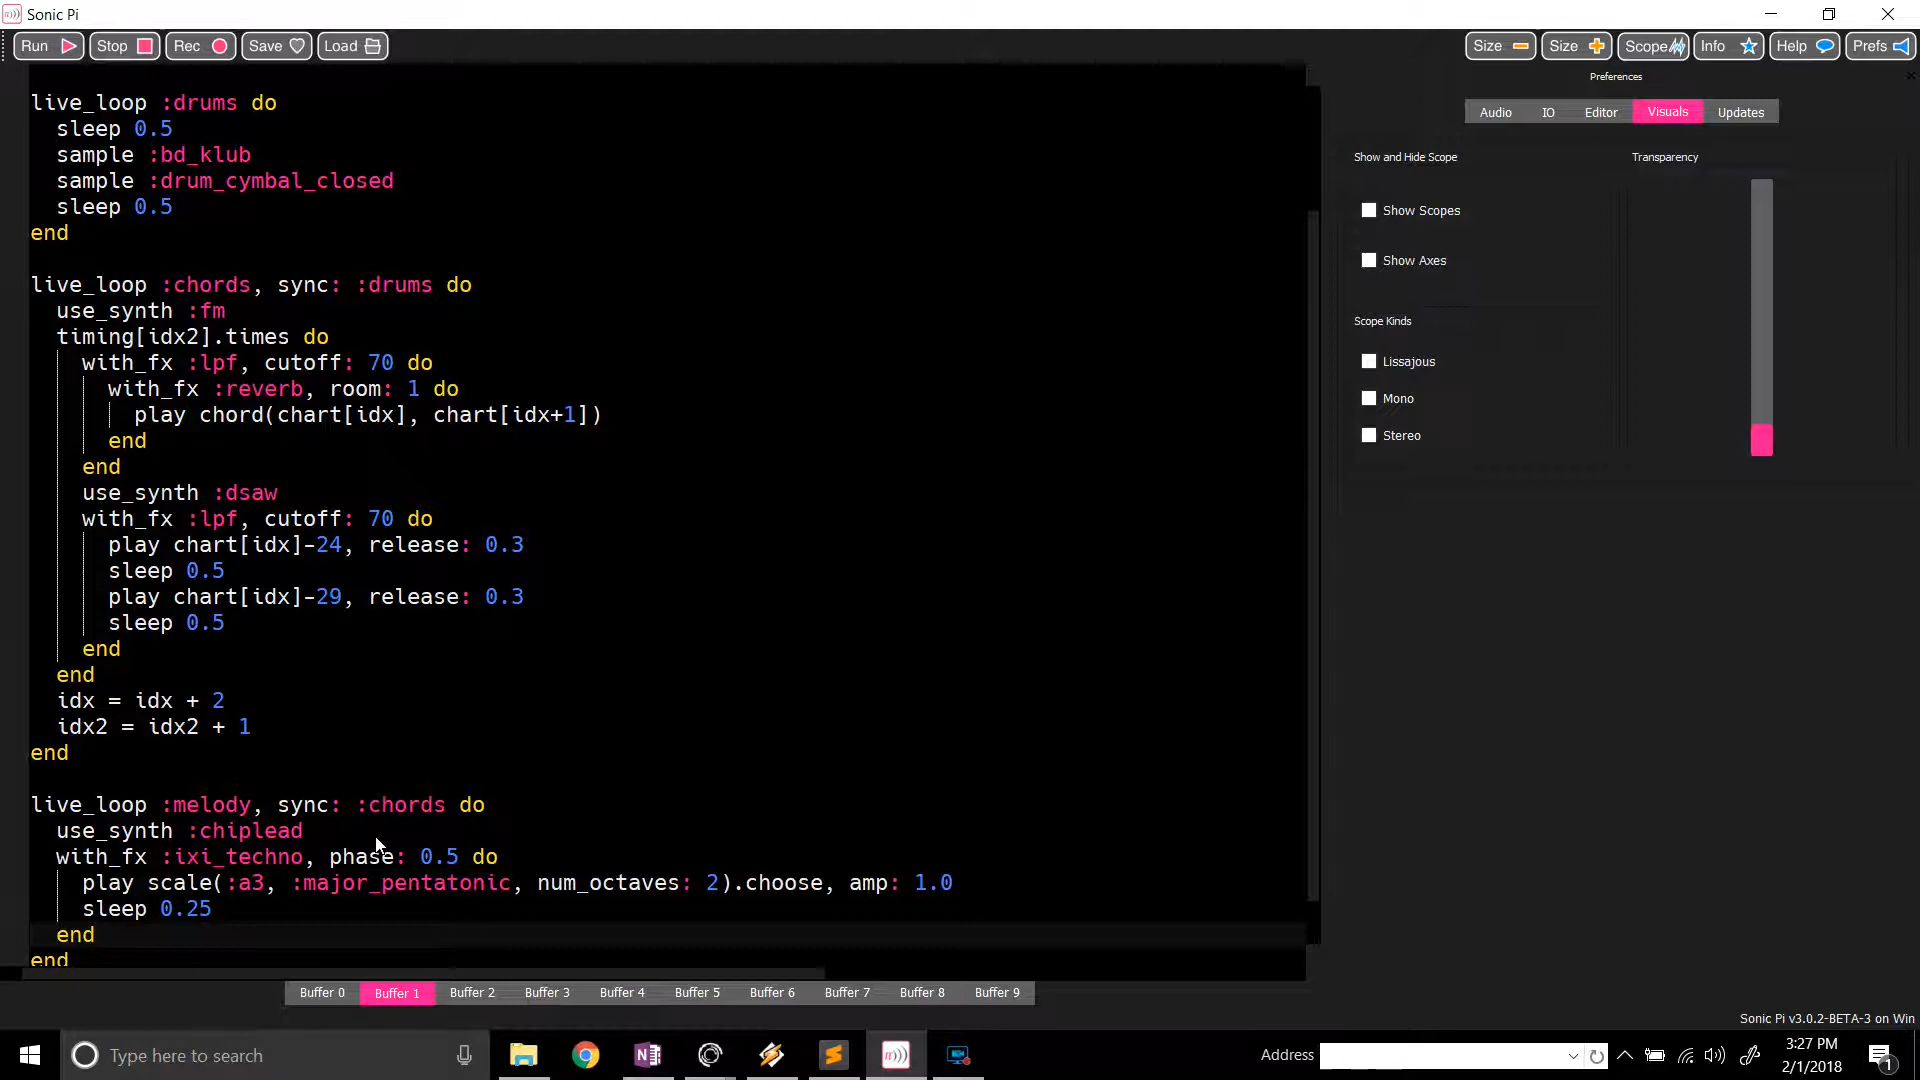 Sonic Pi
Run Stop Rec Save Load Size Size Scope Info Help Prefs
Preferences
Audio IO Editor Visuals Updates
Show and Hide Scope Transparency
Show Scopes
Show Axes
Scope Kinds
Lissajous
Mono
Stereo
live_loop :drums do
sleep 0.5
sample :bd_klub
sample :drum_cymbal_closed
sleep 0.5
end
live_loop :chords, sync: :drums do
use_synth :fm
timing[idx2].times do
with_fx :lpf, cutoff: 70 do
with_fx :reverb, room: 1 do
play chord(chart[idx], chart[idx+1])
end
end
use_synth :dsaw
with_fx :lpf, cutoff: 70 do
play chart[idx]-24, release: 0.3
sleep 0.5
play chart[idx]-29, release: 0.3
sleep 0.5
end
end
idx = idx + 2
idx2 = idx2 + 1
end
live_loop :melody, sync: :chords do
use_synth :chiplead
with_fx :ixi_techno, phase: 0.5 do
play scale(:a3, :major_pentatonic, num_octaves: 2).choose, amp: 1.0
sleep 0.25
end
end
Buffer 0 Buffer 1 Buffer 2 Buffer 3 Buffer 4 Buffer 5 Buffer 6 Buffer 7 Buffer 8 Buffer 9
Sonic Pi v3.0.2-BETA-3 on Win
Type here to search
Address
3:27 PM
2/1/2018
1